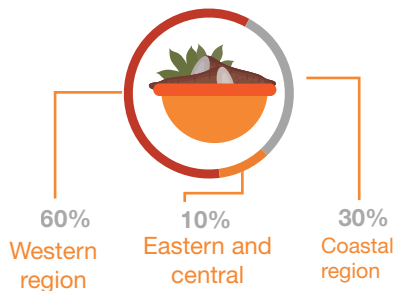 60%
Western
region
10%
Eastern and
central
30%
Coastal
region